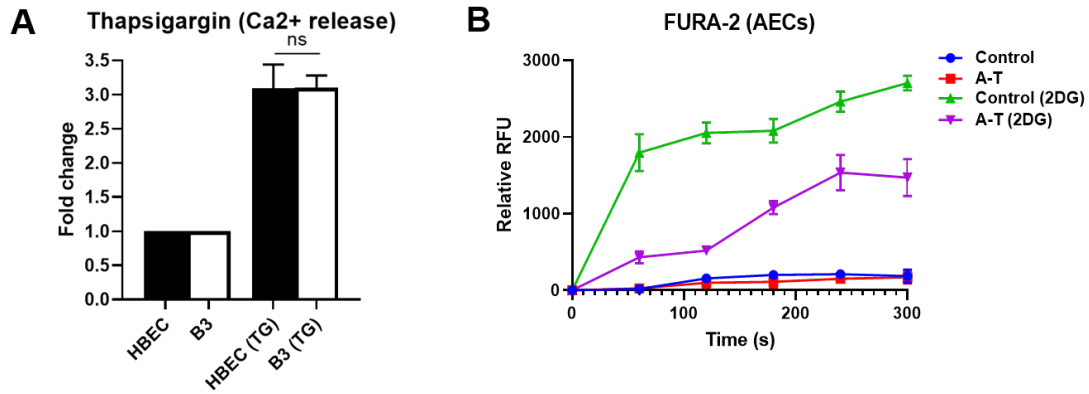 A
Thapsigargin (Ca2+ release)
ns
Fold change
3.5
3.0
2.5
2.0
1.5
1.0
0.5
0.0
HBEC
B3
HBEC (TG)
B3 (TG)
B
FURA-2 (AECs)
Relative RFU
3000
2000
1000
0
0
100
200
300
Time (s)
Control
A-T
Control (2DG)
A-T (2DG)